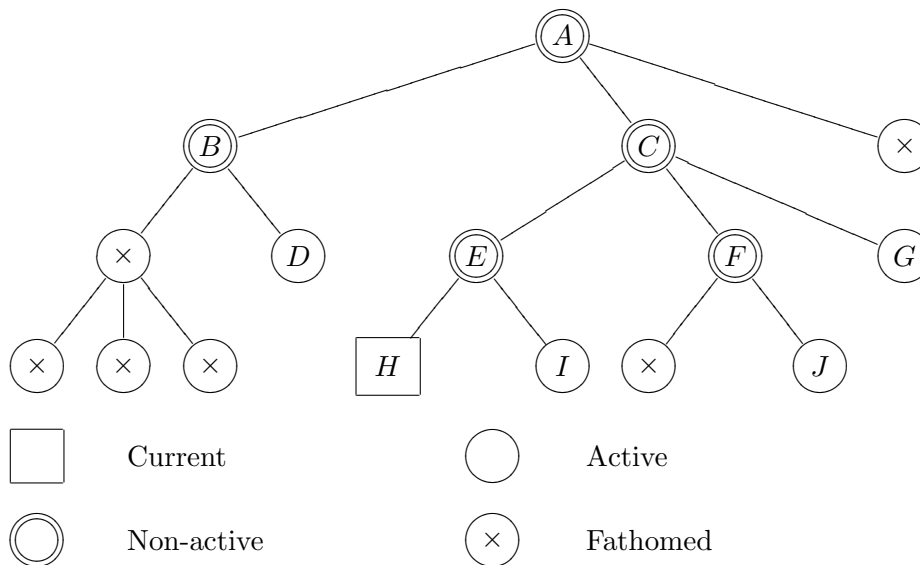 A
B C ×
× D E F G
× × × H I × J
Current Active
Non-active × Fathomed